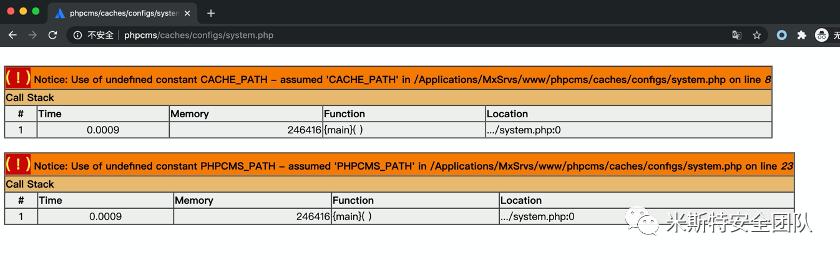 phpcms/caches/configs/system
不安全 phpcms/caches/configs/system.php
无
( ! ) Notice: Use of undefined constant CACHE_PATH - assumed 'CACHE_PATH' in /Applications/MxSrvs/www/phpcms/caches/configs/system.php on line 8
Call Stack
# Time Memory Function Location
1 0.0009 246416 {main}( ) .../system.php:0
( ! ) Notice: Use of undefined constant PHPCMS_PATH - assumed 'PHPCMS_PATH' in /Applications/MxSrvs/www/phpcms/caches/configs/system.php on line 23
Call Stack
# Time Memory Function Location
1 0.0009 246416 {main}( ) .../system.php:0
米斯特安全团队